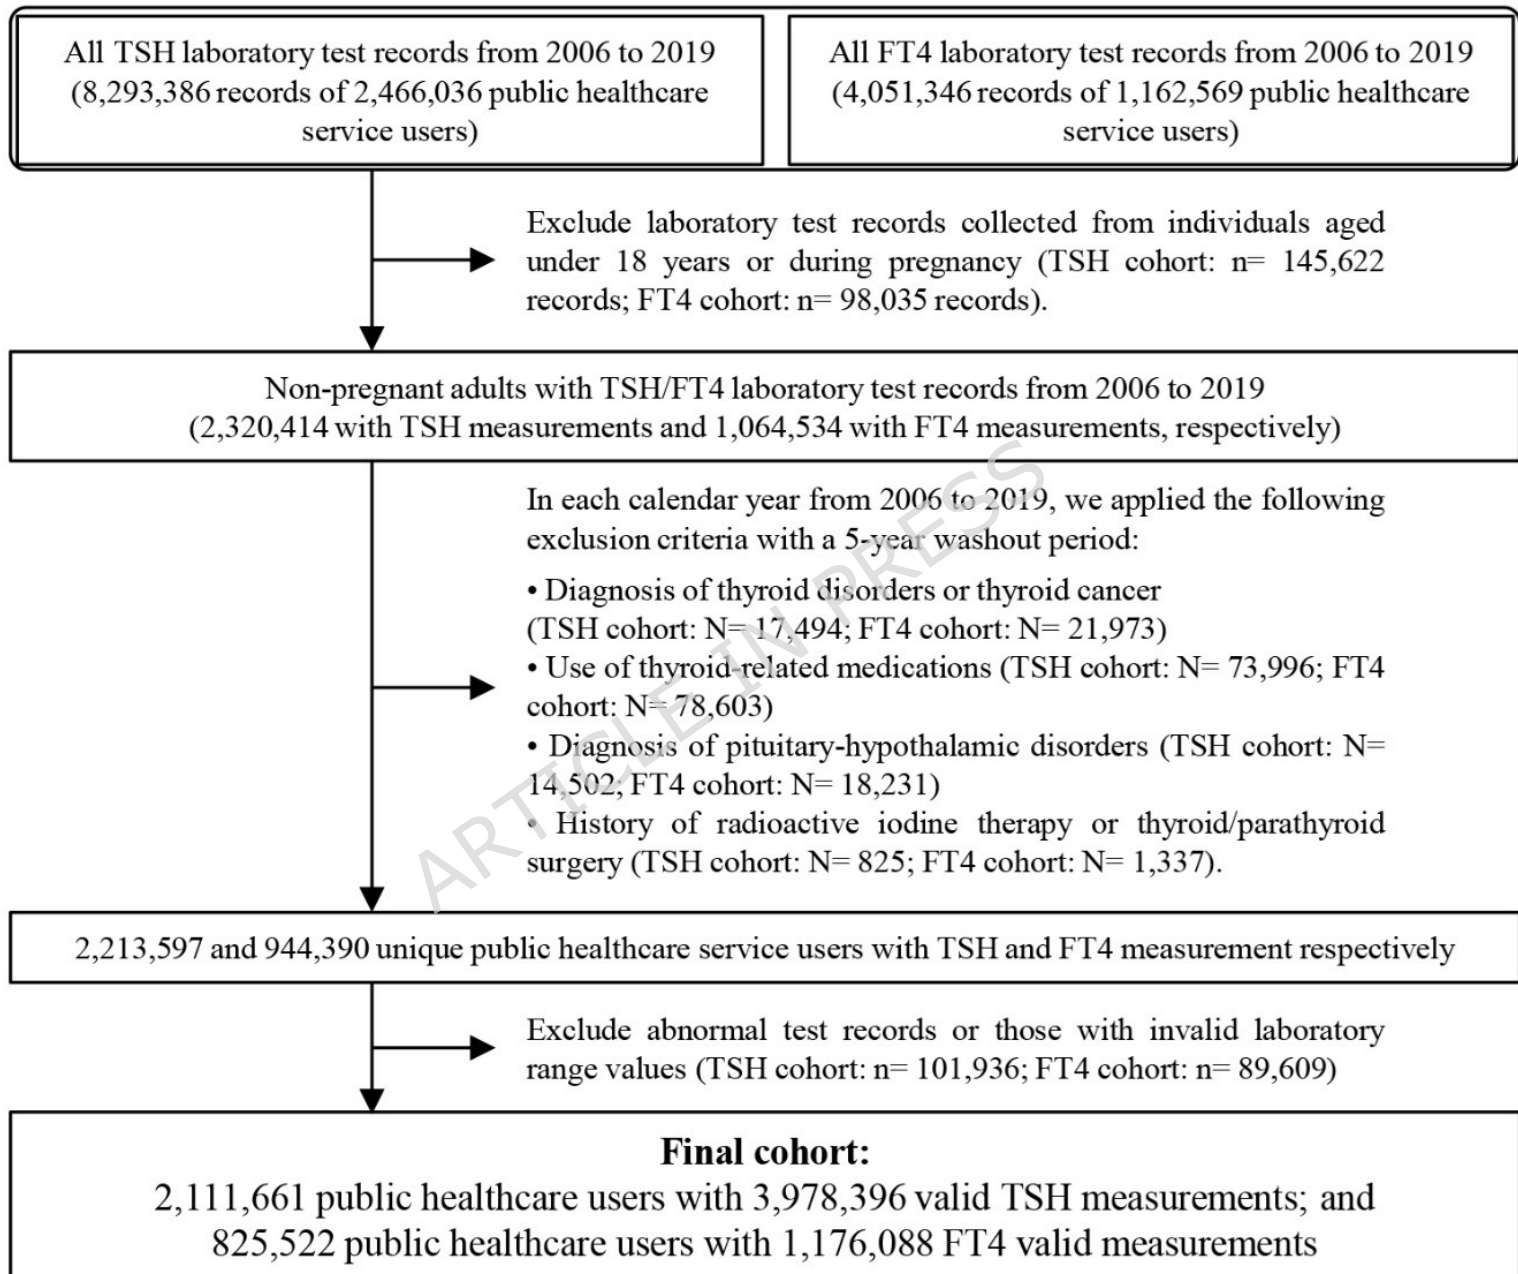 All TSH laboratory test records from 2006 to 2019
(8,293,386 records of 2,466,036 public healthcare
service users)
All FT4 laboratory test records from 2006 to 2019
(4,051,346 records of 1,162,569 public healthcare
service users)
Exclude laboratory test records collected from individuals aged
under 18 years or during pregnancy (TSH cohort: n= 145,622
records; FT4 cohort: n= 98,035 records).
Non-pregnant adults with TSH/FT4 laboratory test records from 2006 to 2019
(2,320,414 with TSH measurements and 1,064,534 with FT4 measurements, respectively)
In each calendar year from 2006 to 2019, we applied the following
exclusion criteria with a 5-year washout period:
• Diagnosis of thyroid disorders or thyroid cancer
(TSH cohort: N= 17,494; FT4 cohort: N= 21,973)
• Use of thyroid-related medications (TSH cohort: N= 73,996; FT4
cohort: N= 78,603)
• Diagnosis of pituitary-hypothalamic disorders (TSH cohort: N=
14,502; FT4 cohort: N= 18,231)
• History of radioactive iodine therapy or thyroid/parathyroid
surgery (TSH cohort: N= 825; FT4 cohort: N= 1,337).
ARTICLE IN PRESS
2,213,597 and 944,390 unique public healthcare service users with TSH and FT4 measurement respectively
Exclude abnormal test records or those with invalid laboratory
range values (TSH cohort: n= 101,936; FT4 cohort: n= 89,609)
Final cohort:
2,111,661 public healthcare users with 3,978,396 valid TSH measurements; and
825,522 public healthcare users with 1,176,088 FT4 valid measurements